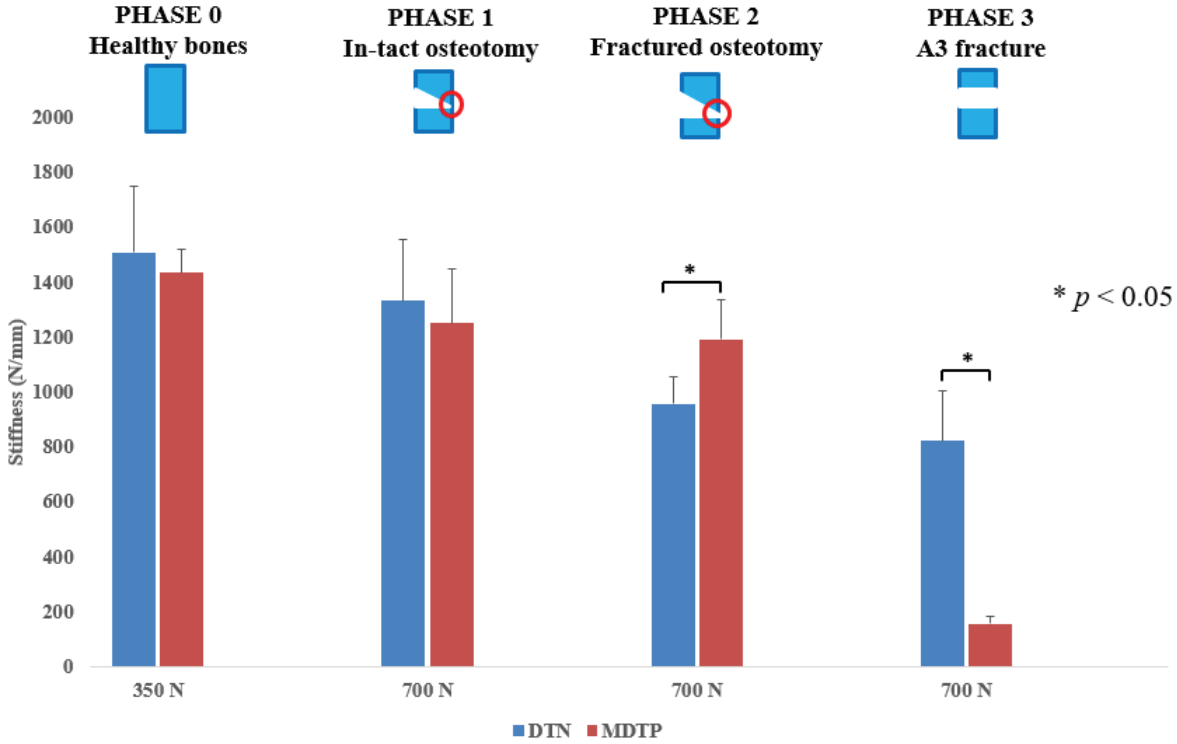 PHASE 0
Healthy bones
PHASE 1
In-tact osteotomy
PHASE 2
Fractured osteotomy
PHASE 3
A3 fracture
Stiffness (N/mm)
2000
1800
1600
1400
1200
1000
800
600
400
200
0
*
*
* p < 0.05
350 N
700 N
700 N
700 N
DTN MDTP